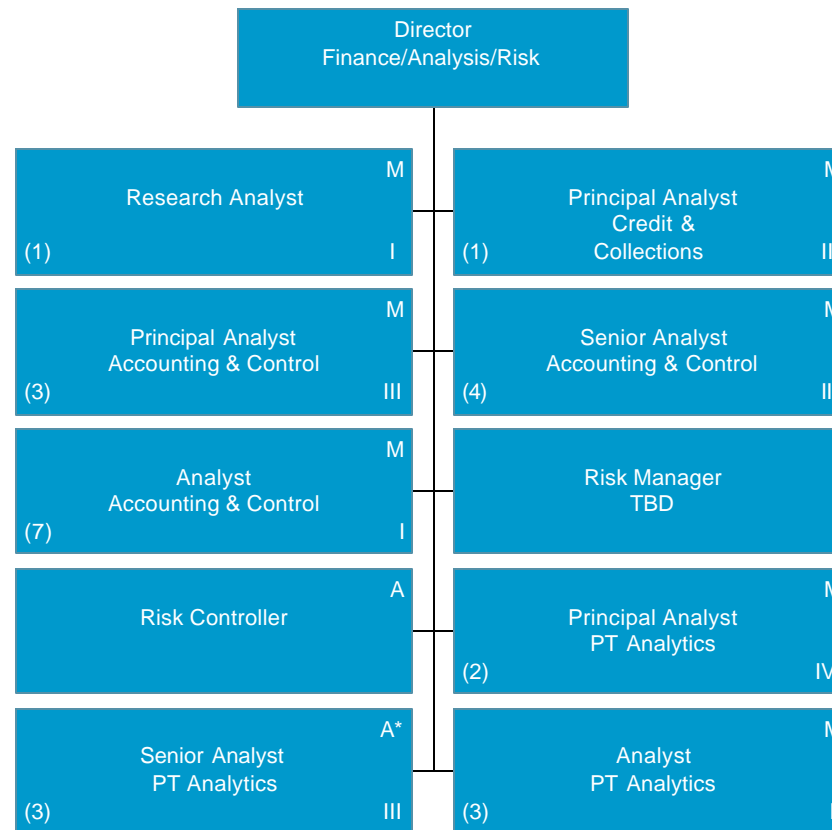 Director
Finance/Analysis/Risk
M
Research Analyst
(1) I
Principal Analyst
Credit &
(1) Collections
M
Principal Analyst
Accounting & Control
(3) III
Senior Analyst
Accounting & Control
(4)
M
Analyst
Accounting & Control
(7) I
Risk Manager
TBD
A
Risk Controller
Principal Analyst
PT Analytics
(2) IV
A*
Senior Analyst
PT Analytics
(3) III
Analyst
PT Analytics
(3)